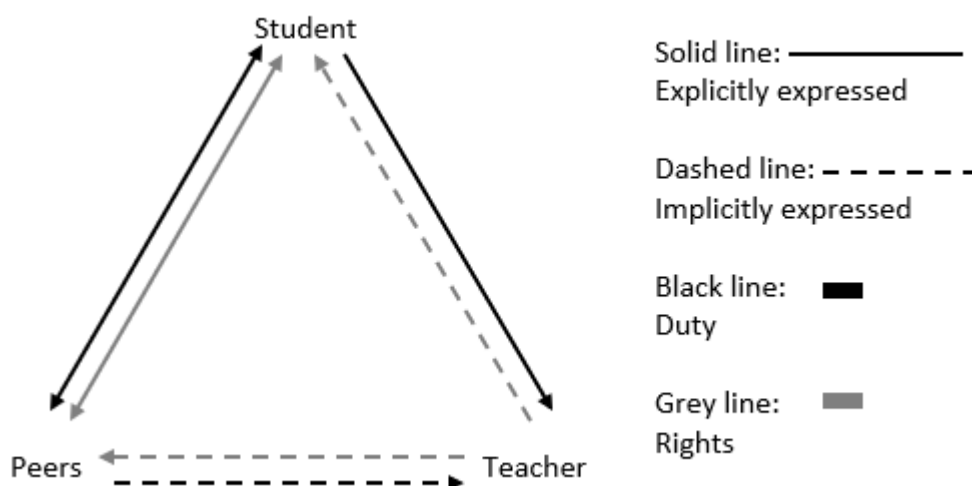 Student
Solid line:
Explicitly expressed
Dashed line:
Implicitly expressed
Black line:
Duty
Grey line:
Rights
Peers
Teacher